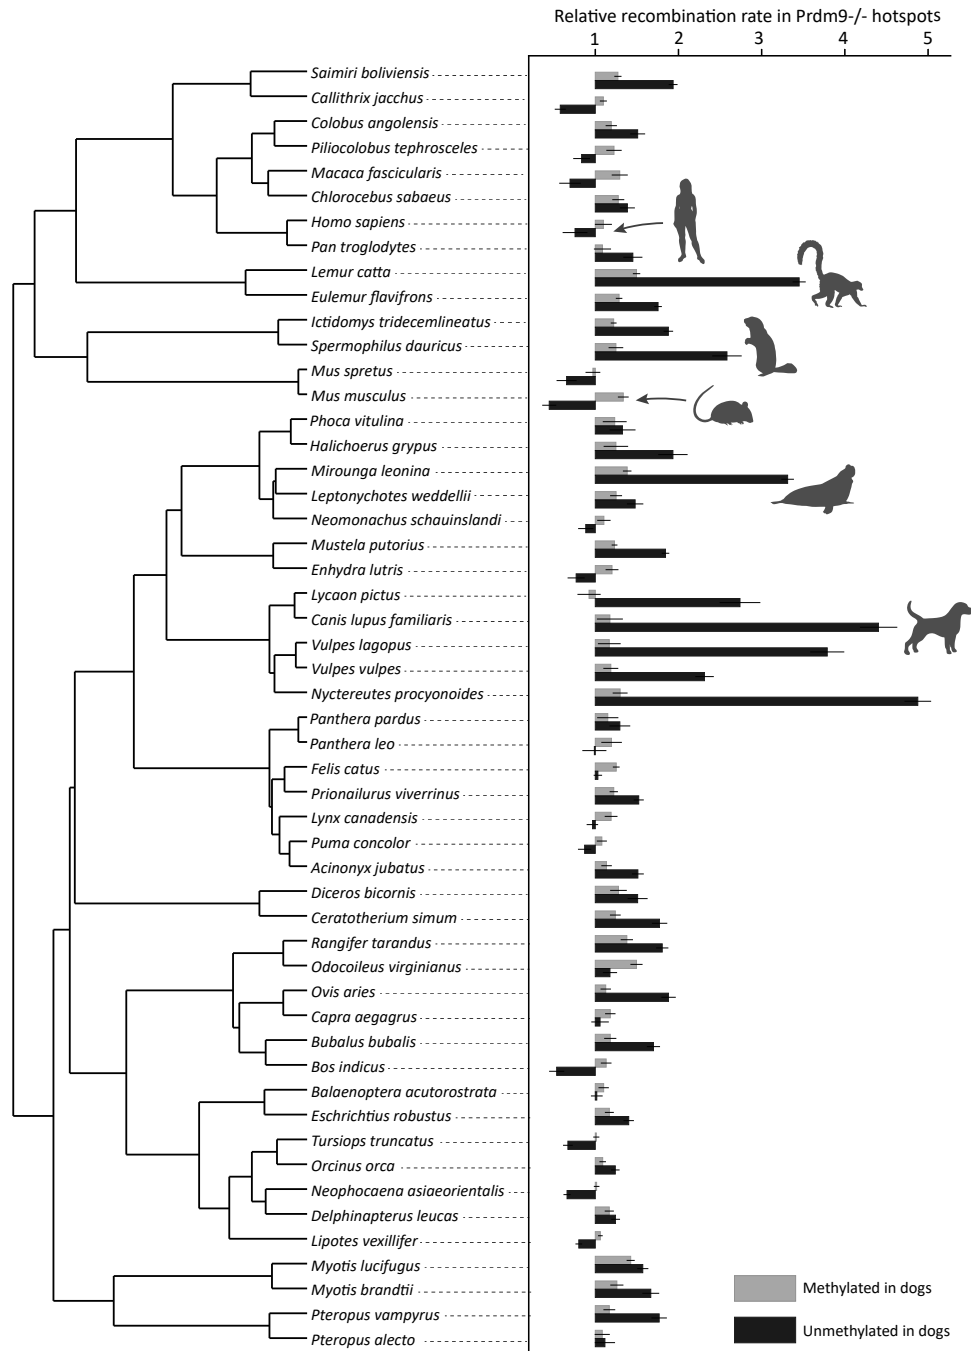 Relative recombination rate in Prdm9-/- hotspots
1 2 3 4 5
Saimiri boliviensis
Callithrix jacchus
Colobus angolensis
Piliocolobus tephrosceles
Macaca fascicularis
Chlorocebus sabaeus
Homo sapiens
Pan troglodytes
Lemur catta
Eulemur flavifrons
Ictidomys tridecemlineatus
Spermophilus dauricus
Mus spretus
Mus musculus
Phoca vitulina
Halichoerus grypus
Mirounga leonina
Leptonychotes weddellii
Neomonachus schauinslandi
Mustela putorius
Enhydra lutris
Lycaon pictus
Canis lupus familiaris
Vulpes lagopus
Vulpes vulpes
Nyctereutes procyonoides
Panthera pardus
Panthera leo
Felis catus
Prionailurus viverrinus
Lynx canadensis
Puma concolor
Acinonyx jubatus
Diceros bicornis
Ceratotherium simum
Rangifer tarandus
Odocoileus virginianus
Ovis aries
Capra aegagrus
Bubalus bubalis
Bos indicus
Balaenoptera acutorostrata
Eschrichtius robustus
Tursiops truncatus
Orcinus orca
Neophocaena asiaeorientalis
Delphinapterus leucas
Lipotes vexillifer
Myotis lucifugus
Myotis brandtii
Pteropus vampyrus
Pteropus alecto
Methylated in dogs
Unmethylated in dogs